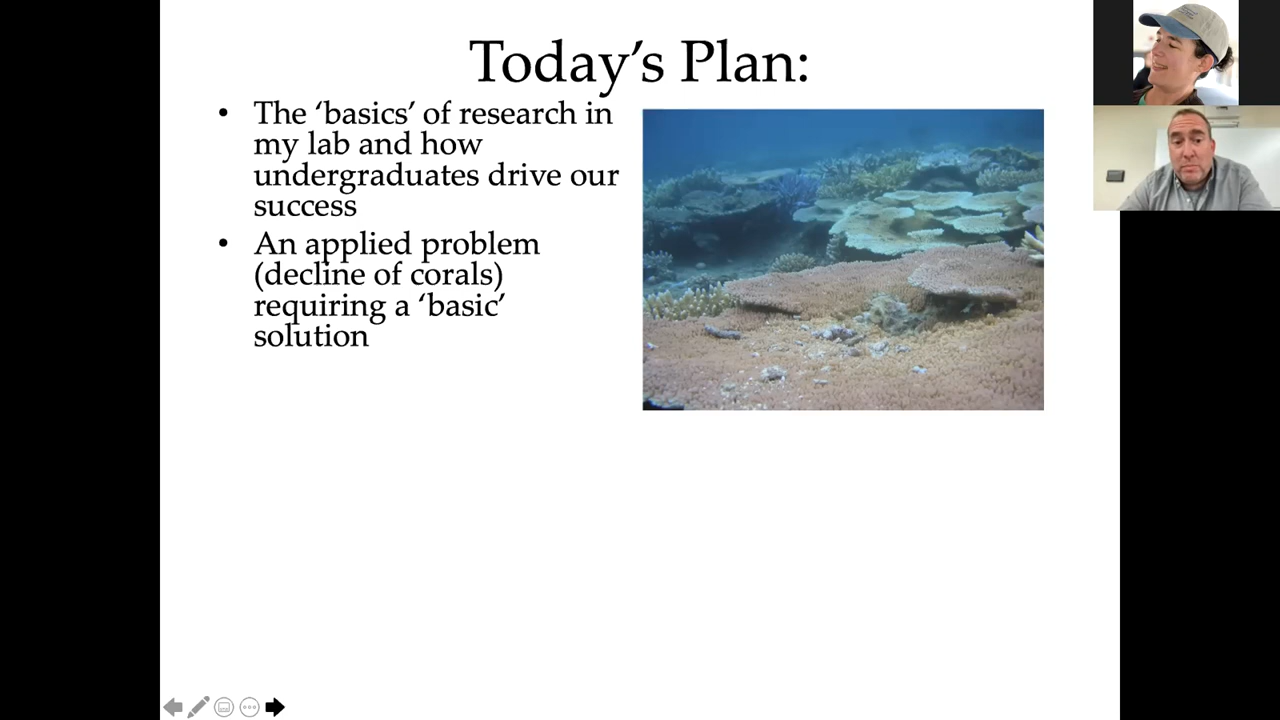 Today’s Plan:
• The ‘basics’ of research in
my lab and how
undergraduates drive our
success
• An applied problem
(decline of corals)
requiring a ‘basic’
solution